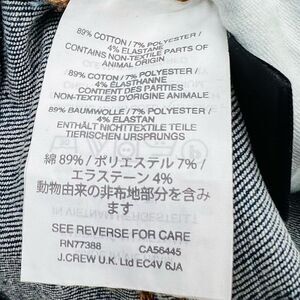 89% COTTON / 7% POLYESTER /
4% ELASTANE
CONTAINS NON-TEXTILE PARTS OF
ANIMAL ORIGIN
89% COTON / 7% POLYESTER /
4% ÉLASTHANNE
CONTIENT DES PARTIES
NON-TEXTILES D'ORIGINE ANIMALE
89% BAUMWOLLE / 7% POLYESTER /
4% ELASTAN
ENTHÄLT NICHTTEXTILE TEILE
TIERISCHEN URSPRUNGS
綿 89% / ポリエステル 7% /
エラステーン 4%
動物由来の非布地部分を含み
ます
SEE REVERSE FOR CARE
RN77388 CA56445
J.CREW U.K. Ltd EC4V 6JA